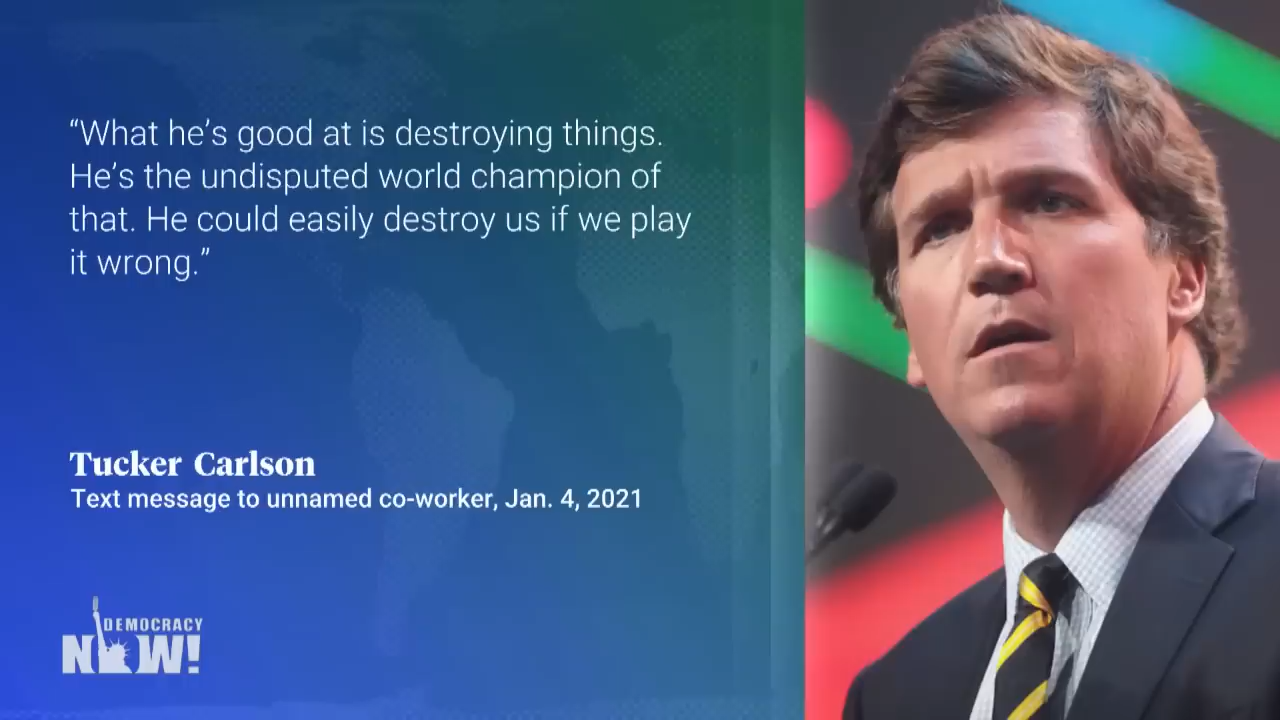 “What he’s good at is destroying things.
He’s the undisputed world champion of
that. He could easily destroy us if we play
it wrong.”
Tucker Carlson
Text message to unnamed co-worker, Jan. 4, 2021
DEMOCRACY
NOW!